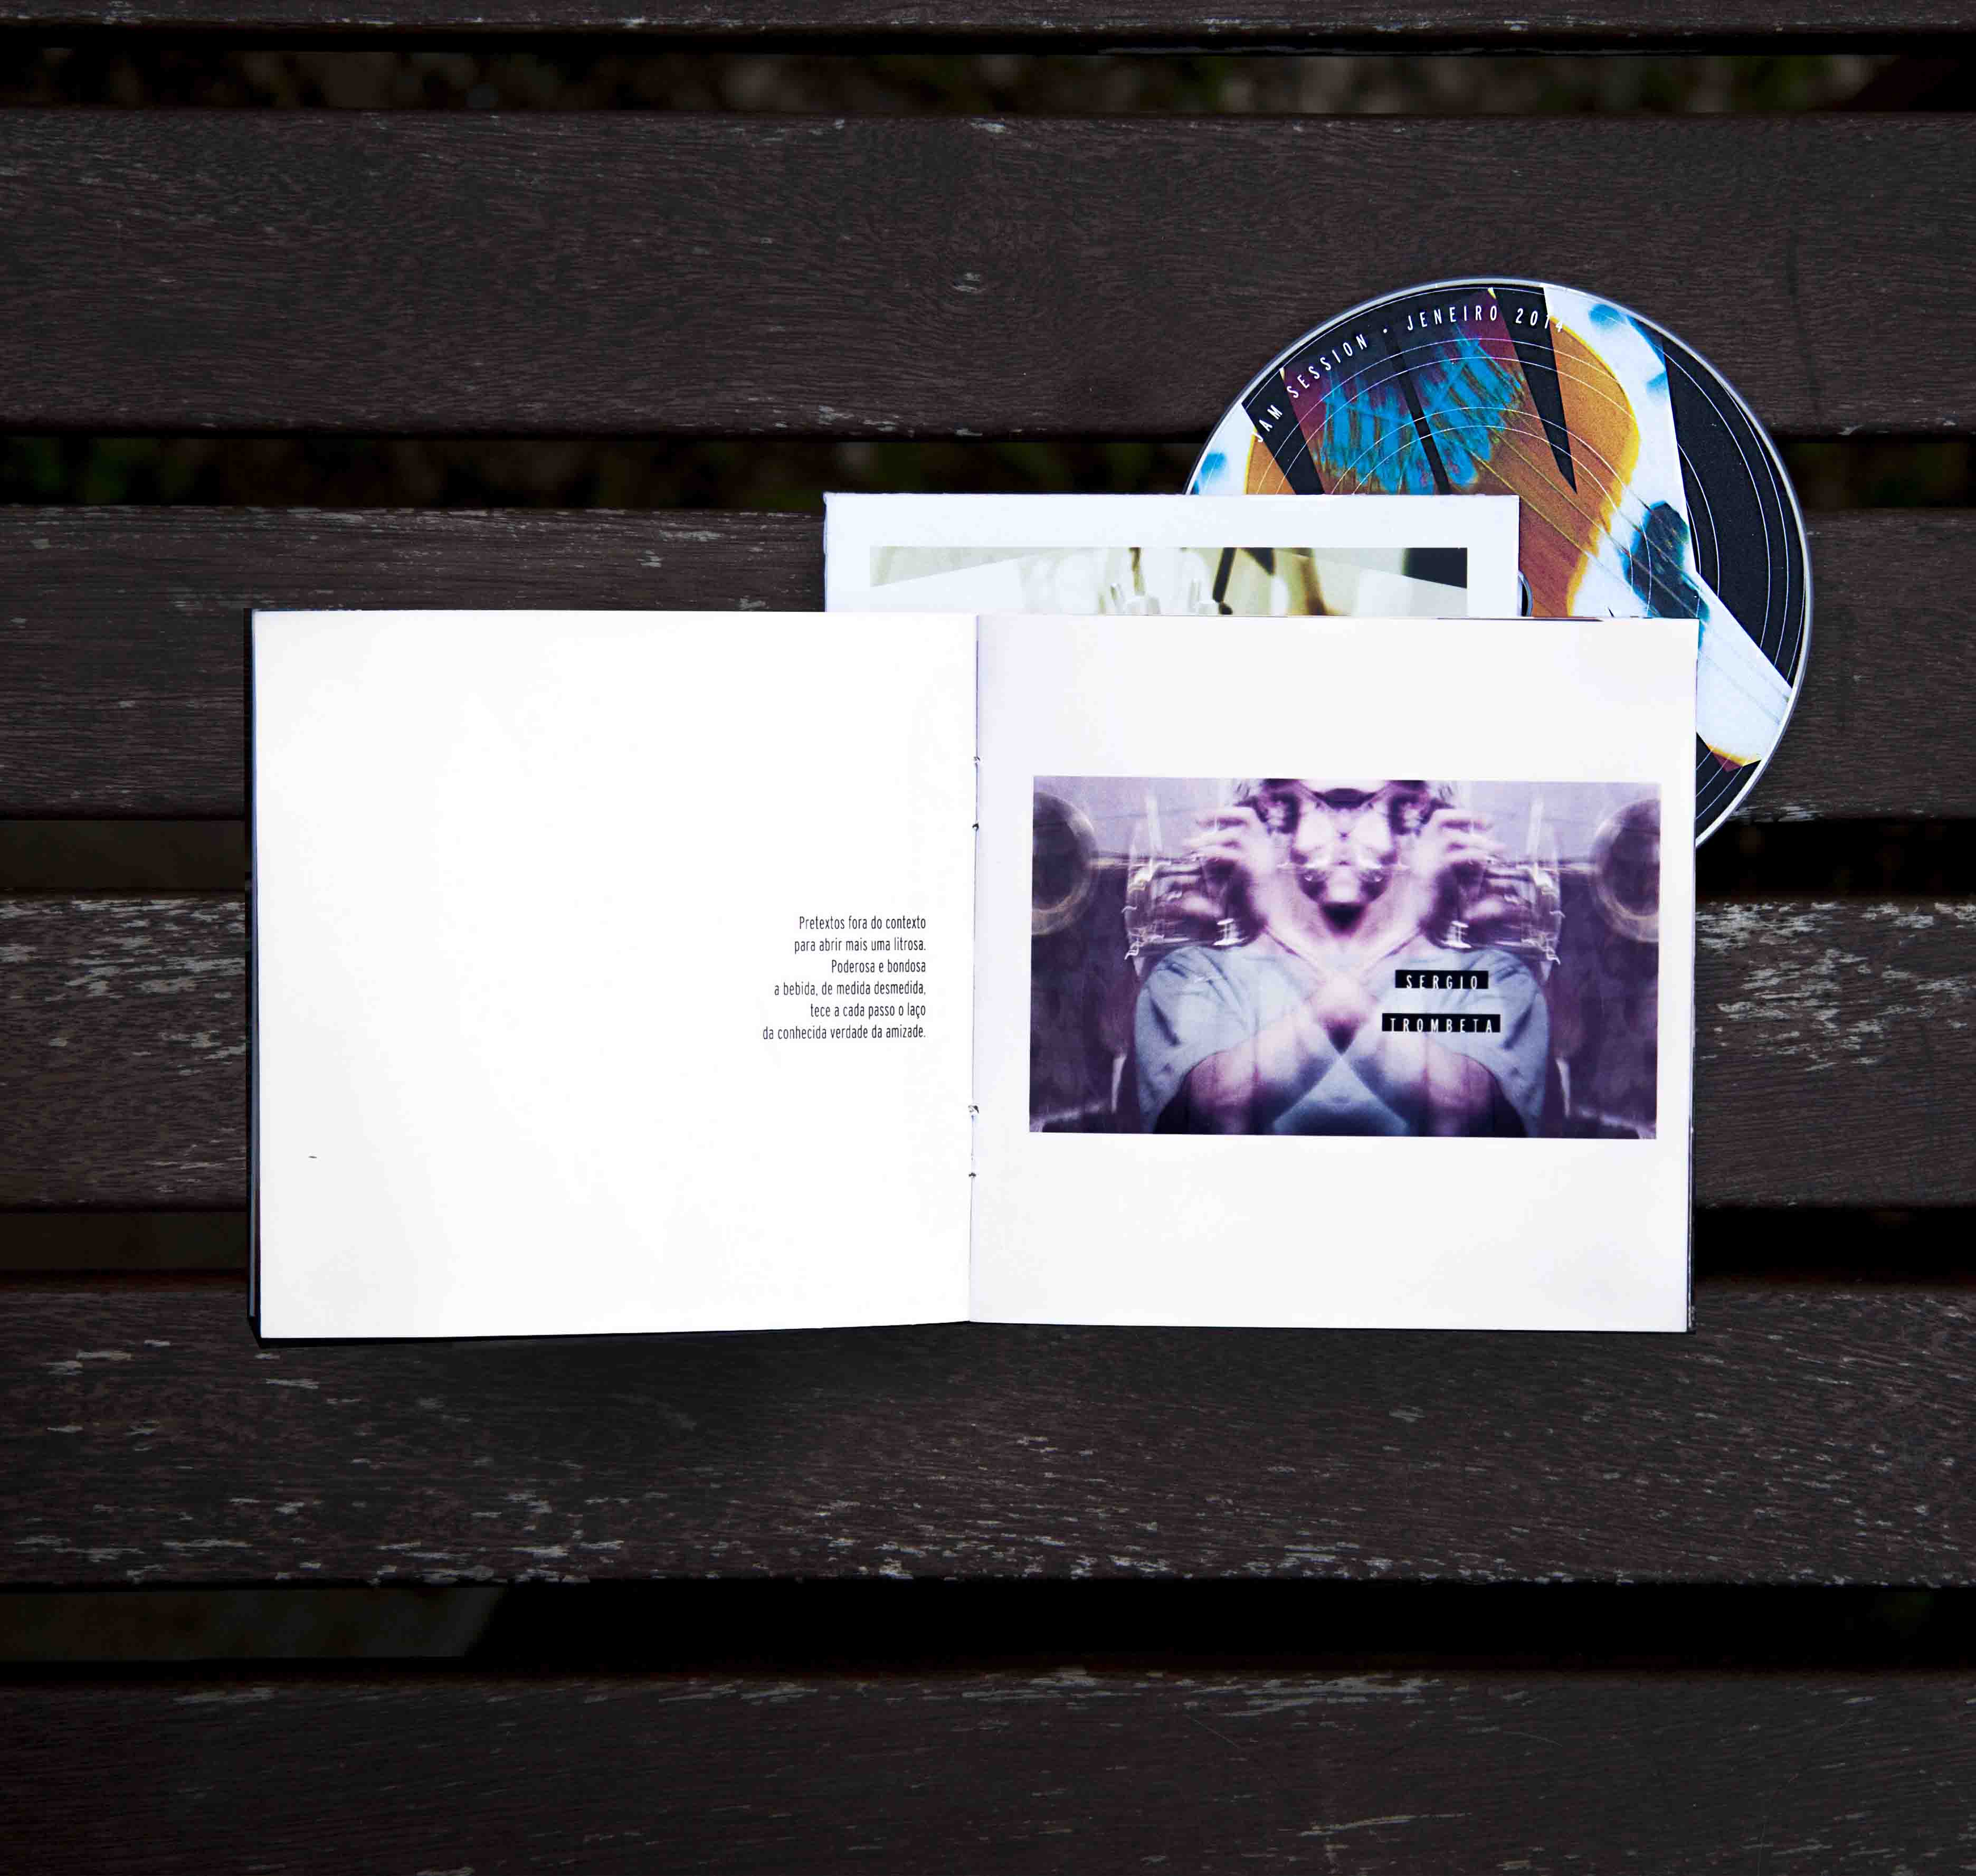 JAM SESSION • JENEIRO 2014
Pretextos fora do contexto
para abrir mais uma litrosa.
Poderosa e bondosa
a bebida, de medida desmedida,
tece a cada passo o laço
da conhecida verdade da amizade.
SERGIO
TROMBETA